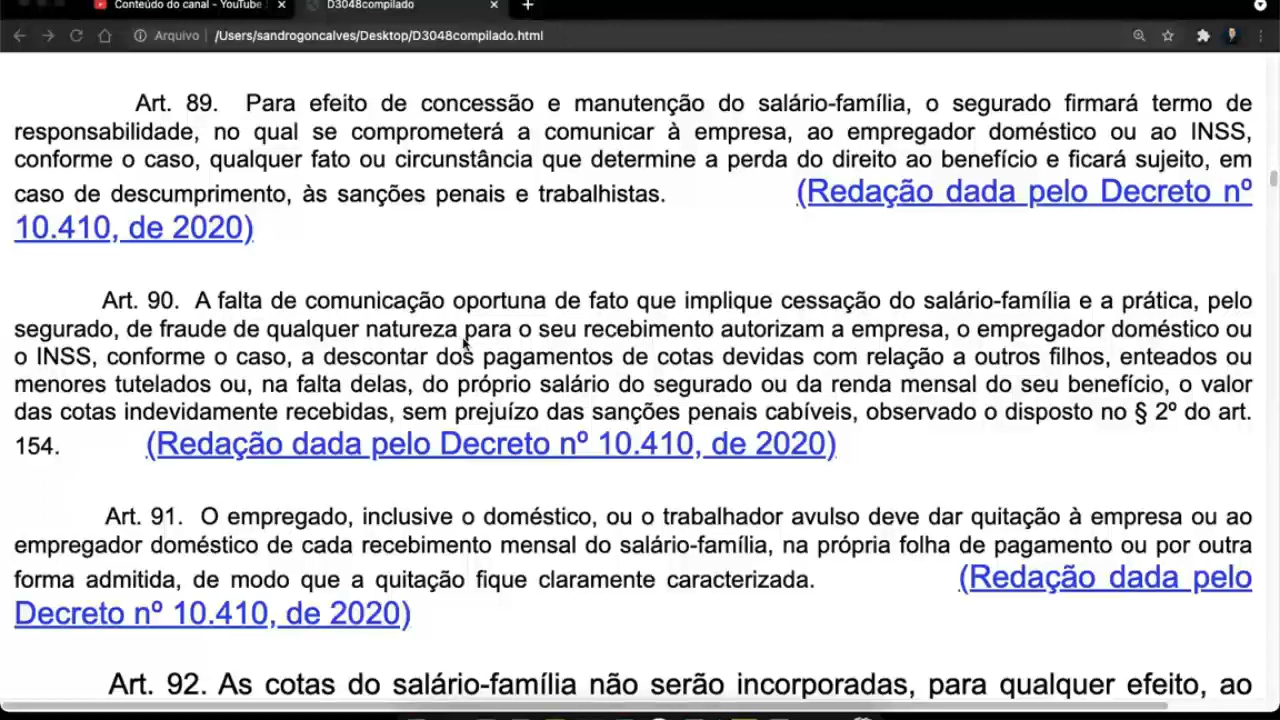 Conteúdo do canal - YouTube
D3048compilado
Arquivo
/Users/sandrogoncalves/Desktop/D3048compilado.html
Art. 89. Para efeito de concessão e manutenção do salário-família, o segurado firmará termo de
responsabilidade, no qual se comprometerá a comunicar à empresa, ao empregador doméstico ou ao INSS,
conforme o caso, qualquer fato ou circunstância que determine a perda do direito ao benefício e ficará sujeito, em
caso de descumprimento, às sanções penais e trabalhistas. (Redação dada pelo Decreto nº
10.410, de 2020)
Art. 90. A falta de comunicação oportuna de fato que implique cessação do salário-família e a prática, pelo
segurado, de fraude de qualquer natureza para o seu recebimento autorizam a empresa, o empregador doméstico ou
o INSS, conforme o caso, a descontar dos pagamentos de cotas devidas com relação a outros filhos, enteados ou
menores tutelados ou, na falta delas, do próprio salário do segurado ou da renda mensal do seu benefício, o valor
das cotas indevidamente recebidas, sem prejuízo das sanções penais cabíveis, observado o disposto no § 2º do art.
154. (Redação dada pelo Decreto nº 10.410, de 2020)
Art. 91. O empregado, inclusive o doméstico, ou o trabalhador avulso deve dar quitação à empresa ou ao
empregador doméstico de cada recebimento mensal do salário-família, na própria folha de pagamento ou por outra
forma admitida, de modo que a quitação fique claramente caracterizada. (Redação dada pelo
Decreto nº 10.410, de 2020)
Art. 92. As cotas do salário-família não serão incorporadas, para qualquer efeito, ao